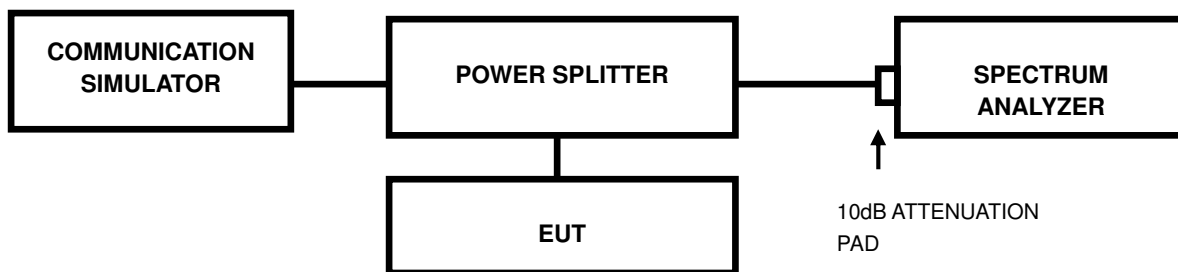 COMMUNICATION
SIMULATOR
POWER SPLITTER
SPECTRUM
ANALYZER
EUT
10dB ATTENUATION
PAD